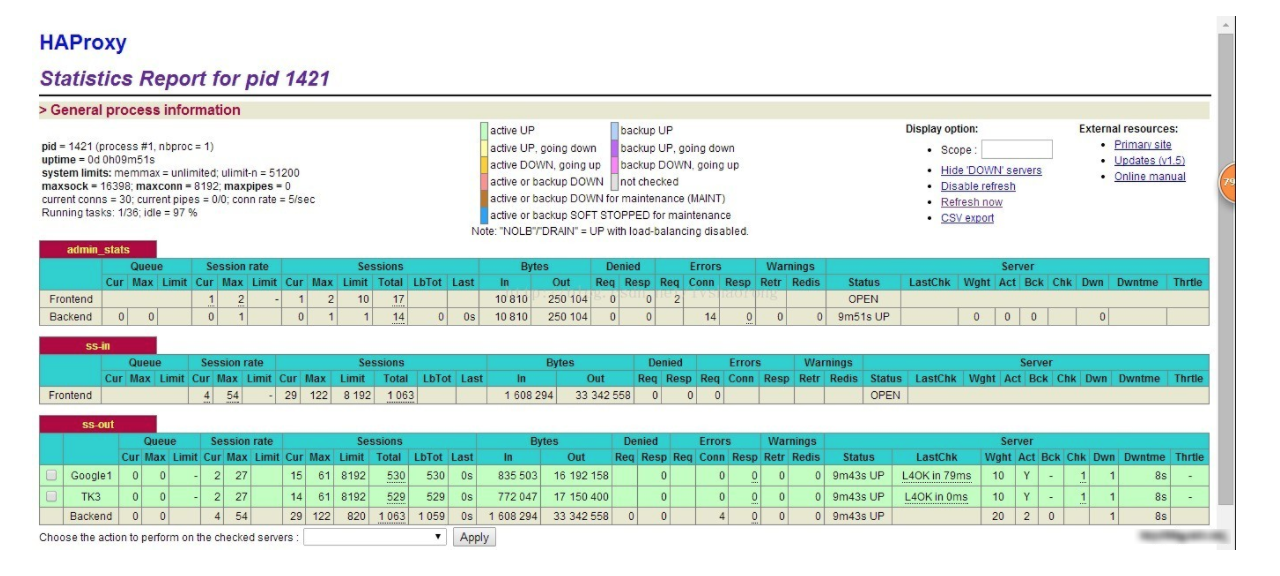 HAProxy
Statistics Report for pid 1421
> General process information
pid = 1421 (process #1, nbproc = 1)
uptime = 0d 0h09m51s
system limits: memmax = unlimited; ulimit-n = 51200
maxsock = 16398; maxconn = 8192; maxpipes = 0
current conns = 30; current pipes = 0/0; conn rate = 5/sec
Running tasks: 1/36; idle = 97 %
active UP backup UP
active UP, going down backup UP, going down
active DOWN, going up backup DOWN, going up
active or backup DOWN not checked
active or backup DOWN for maintenance (MAINT)
active or backup SOFT STOPPED for maintenance
Note: "NOLB"/"DRAIN" = UP with load-balancing disabled.
Display option:
• Scope :
• Hide 'DOWN' servers
• Disable refresh
• Refresh now
• CSV export
External resources:
• Primary site
• Updates (v1.5)
• Online manual
79
admin_stats
Queue Session rate Sessions Bytes Denied Errors Warnings Server
Cur Max Limit Cur Max Limit Cur Max Limit Total LbTot Last In Out Req Resp Req Conn Resp Retr Redis Status LastChk Wght Act Bck Chk Dwn Dwntme Thrtle
Frontend 1 2 - 1 2 10 17 10 810 250 104 0 0 2 OPEN
Backend 0 0 0 1 0 1 1 14 0 0s 10 810 250 104 0 0 14 0 0 0 9m51s UP 0 0 0 0
ss-in
Queue Session rate Sessions Bytes Denied Errors Warnings Server
Cur Max Limit Cur Max Limit Cur Max Limit Total LbTot Last In Out Req Resp Req Conn Resp Retr Redis Status LastChk Wght Act Bck Chk Dwn Dwntme Thrtle
Frontend 4 54 - 29 122 8 192 1 063 1 608 294 33 342 558 0 0 0 OPEN
ss-out
Queue Session rate Sessions Bytes Denied Errors Warnings Server
Cur Max Limit Cur Max Limit Cur Max Limit Total LbTot Last In Out Req Resp Req Conn Resp Retr Redis Status LastChk Wght Act Bck Chk Dwn Dwntme Thrtle
Google1 0 0 - 2 27 15 61 8192 530 530 0s 835 503 16 192 158 0 0 0 0 0 9m43s UP L4OK in 79ms 10 Y - 1 1 8s -
TK3 0 0 - 2 27 14 61 8192 529 529 0s 772 047 17 150 400 0 0 0 0 0 9m43s UP L4OK in 0ms 10 Y - 1 1 8s -
Backend 0 0 4 54 29 122 820 1 063 1 059 0s 1 608 294 33 342 558 0 0 4 0 0 0 9m43s UP 20 2 0 1 8s
Choose the action to perform on the checked servers : Apply